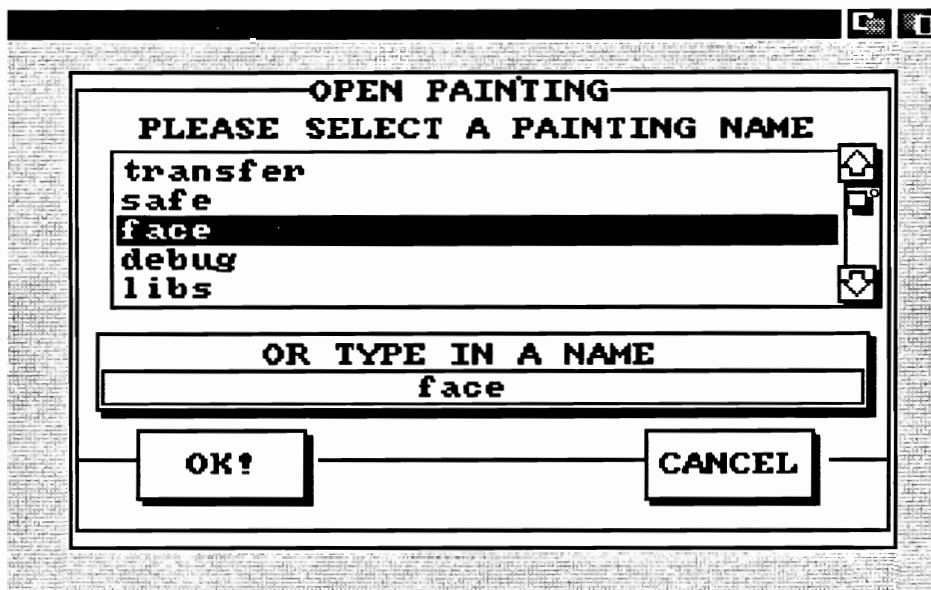 OPEN PAINTING
PLEASE SELECT A PAINTING NAME
transfer
safe
face
debug
libs
OR TYPE IN A NAME
face
OK!
CANCEL